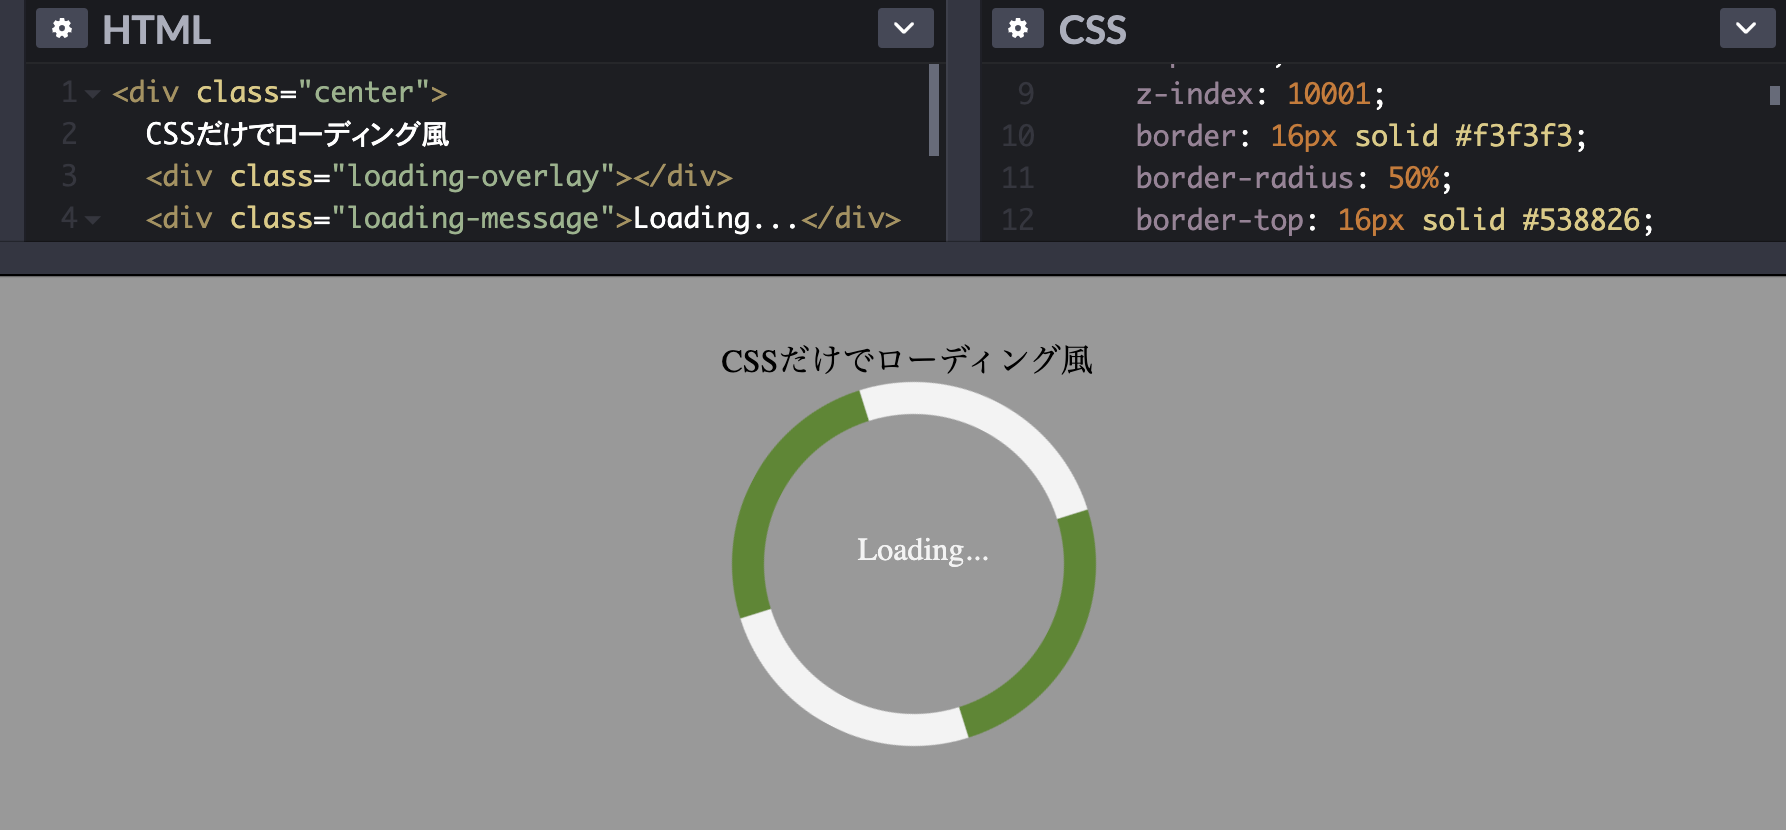 HTML
1 <div class="center">
2 CSSだけでローディング風
3 <div class="loading-overlay"></div>
4 <div class="loading-message">Loading...</div>
CSS
9 z-index: 10001;
10 border: 16px solid #f3f3f3;
11 border-radius: 50%;
12 border-top: 16px solid #538826;
CSSだけでローディング風
Loading...